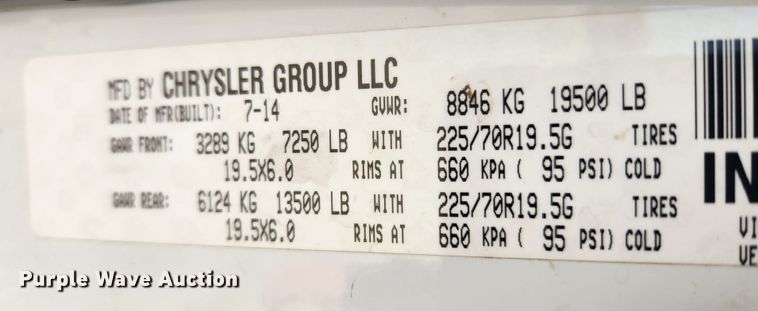 MFD BY CHRYSLER GROUP LLC
DATE OF MFR(BUILT): 7-14 GVWR: 8846 KG 19500 LB
GAWR FRONT: 3289 KG 7250 LB WITH 225/70R19.5G TIRES
19.5X6.0 RIMS AT 660 KPA ( 95 PSI) COLD
GAWR REAR: 6124 KG 13500 LB WITH 225/70R19.5G TIRES
19.5X6.0 RIMS AT 660 KPA ( 95 PSI) COLD
IN
VI
VE
Purple Wave Auction